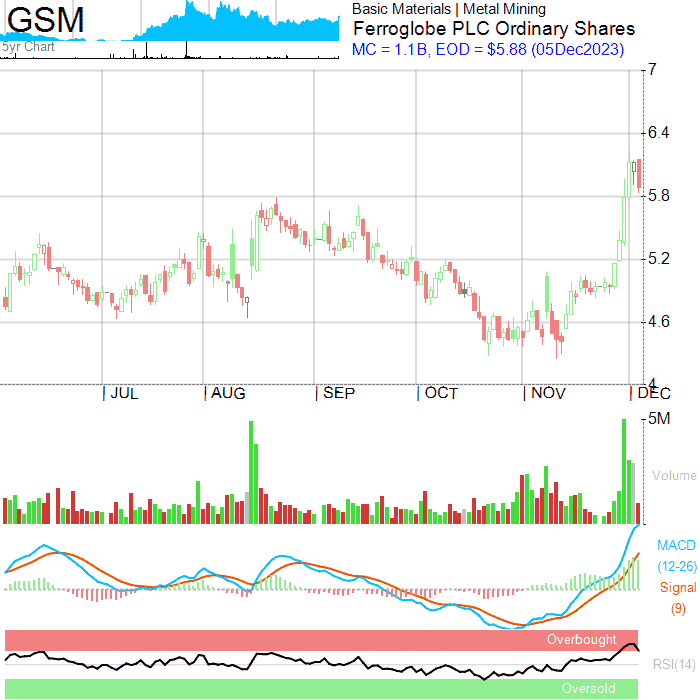 GSM
5yr Chart
Basic Materials | Metal Mining
Ferroglobe PLC Ordinary Shares
MC = 1.1B, EOD = $5.88 (05Dec2023)
7
6.4
5.8
5.2
4.6
4
JUL AUG SEP OCT NOV DEC
5M
Volume
MACD
(12-26)
Signal
(9)
Overbought
RSI(14)
Oversold